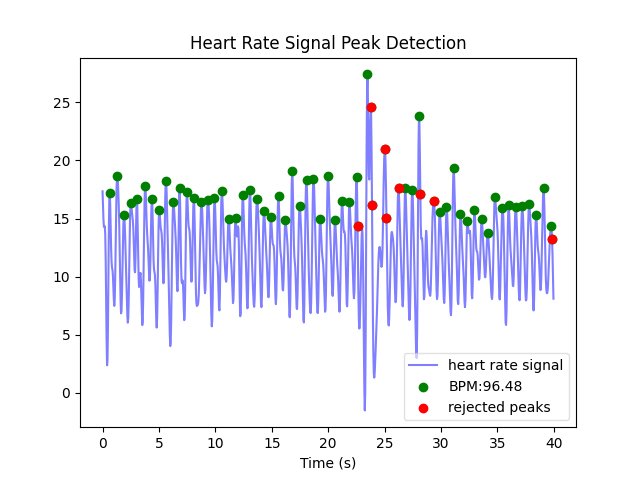 Heart Rate Signal Peak Detection
25
20
15
10
5
0
heart rate signal
BPM:96.48
rejected peaks
0 5 10 15 20 25 30 35 40
Time (s)